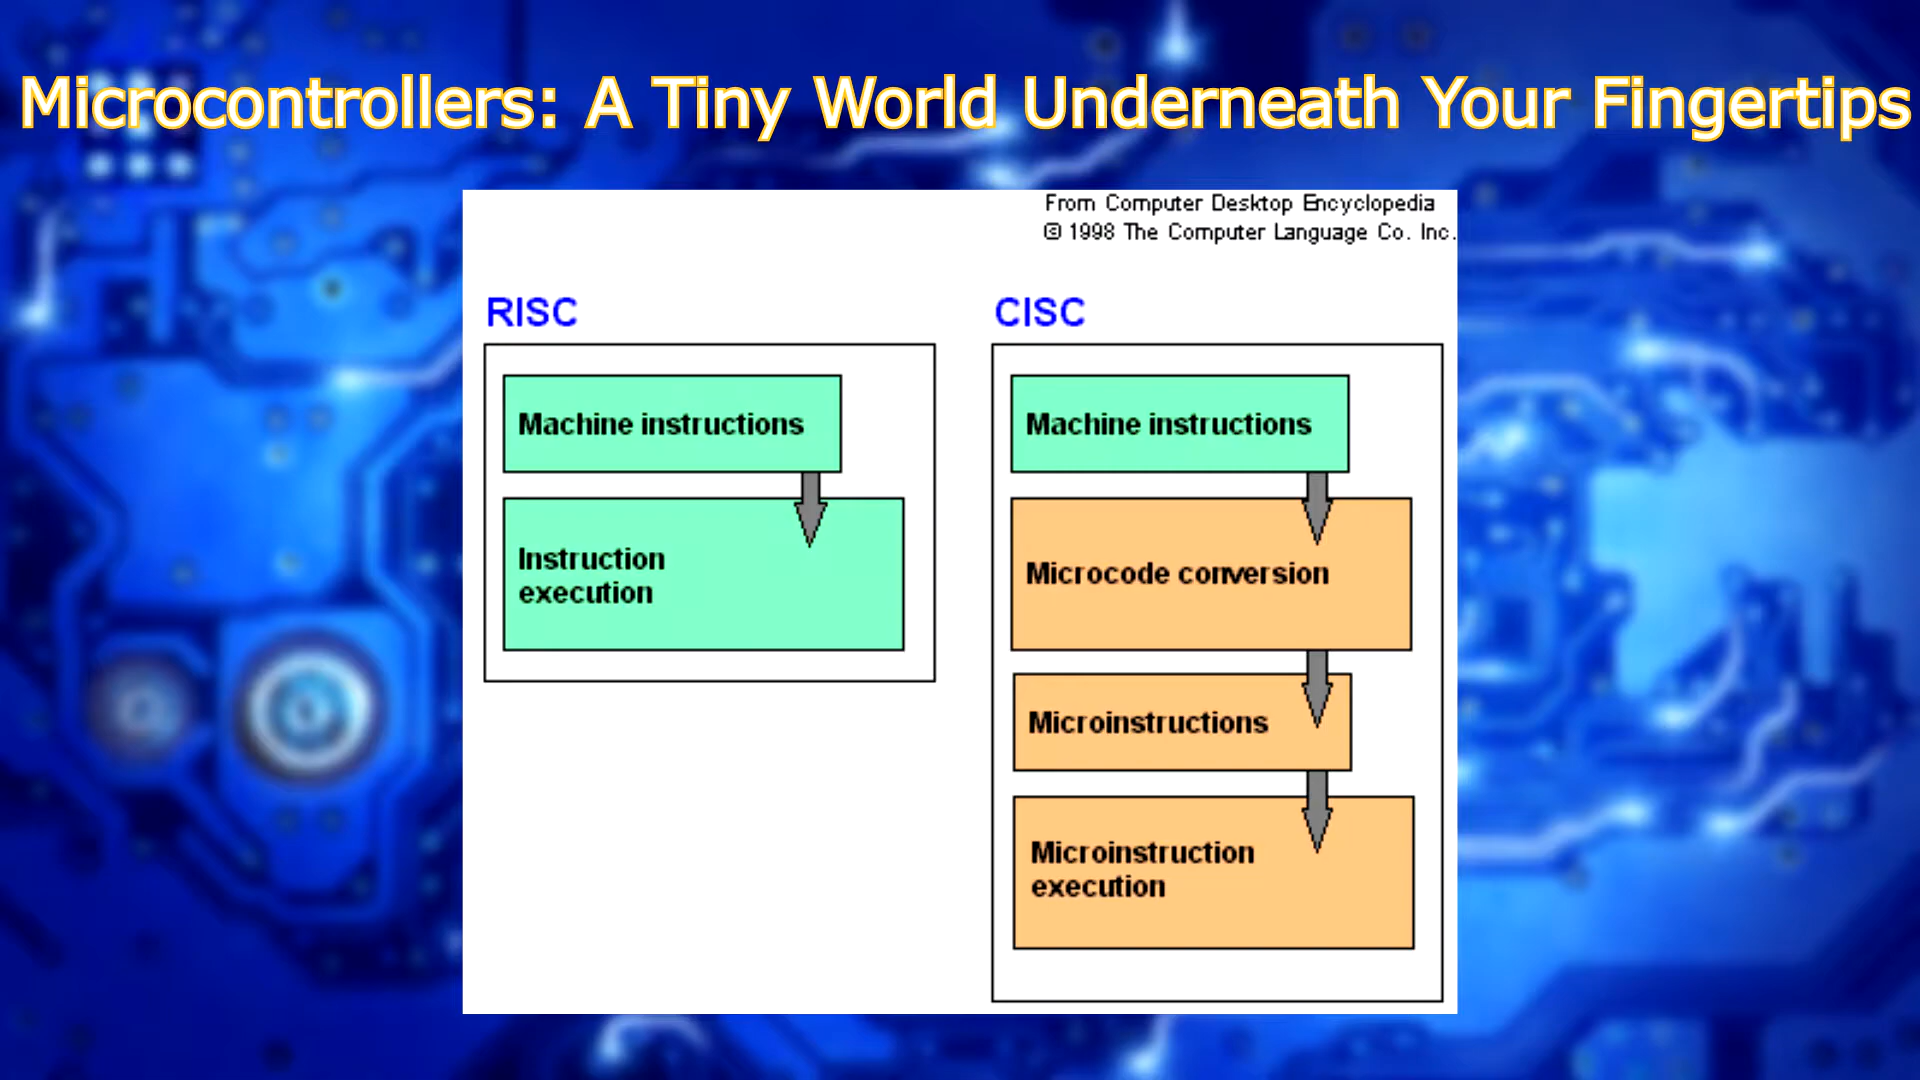 Microcontrollers: A Tiny World Underneath Your Fingertips
From Computer Desktop Encyclopedia
© 1998 The Computer Language Co. Inc.
RISC
Machine instructions
Instruction
execution
CISC
Machine instructions
Microcode conversion
Microinstructions
Microinstruction
execution